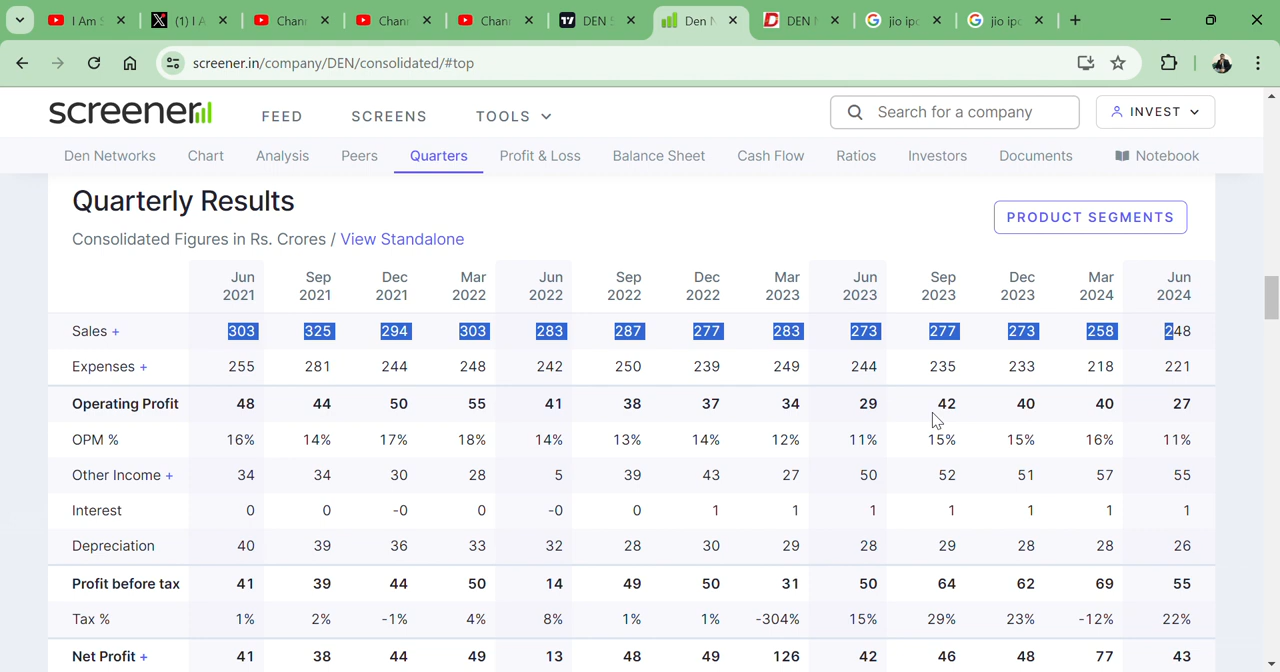 I Am S
(1) I A
Chann
Chann
Chann
DEN S
Den N
DEN N
jio ipo
jio ipo
screener.in/company/DEN/consolidated/#top
screener
FEED SCREENS TOOLS
Search for a company
INVEST
Den Networks Chart Analysis Peers Quarters Profit & Loss Balance Sheet Cash Flow Ratios Investors Documents Notebook
Quarterly Results
PRODUCT SEGMENTS
Consolidated Figures in Rs. Crores / View Standalone
Jun 2021 Sep 2021 Dec 2021 Mar 2022 Jun 2022 Sep 2022 Dec 2022 Mar 2023 Jun 2023 Sep 2023 Dec 2023 Mar 2024 Jun 2024
Sales + 303 325 294 303 283 287 277 283 273 277 273 258 248
Expenses + 255 281 244 248 242 250 239 249 244 235 233 218 221
Operating Profit 48 44 50 55 41 38 37 34 29 42 40 40 27
OPM % 16% 14% 17% 18% 14% 13% 14% 12% 11% 15% 15% 16% 11%
Other Income + 34 34 30 28 5 39 43 27 50 52 51 57 55
Interest 0 0 -0 0 -0 0 1 1 1 1 1 1 1
Depreciation 40 39 36 33 32 28 30 29 28 29 28 28 26
Profit before tax 41 39 44 50 14 49 50 31 50 64 62 69 55
Tax % 1% 2% -1% 4% 8% 1% 1% -304% 15% 29% 23% -12% 22%
Net Profit + 41 38 44 49 13 48 49 126 42 46 48 77 43